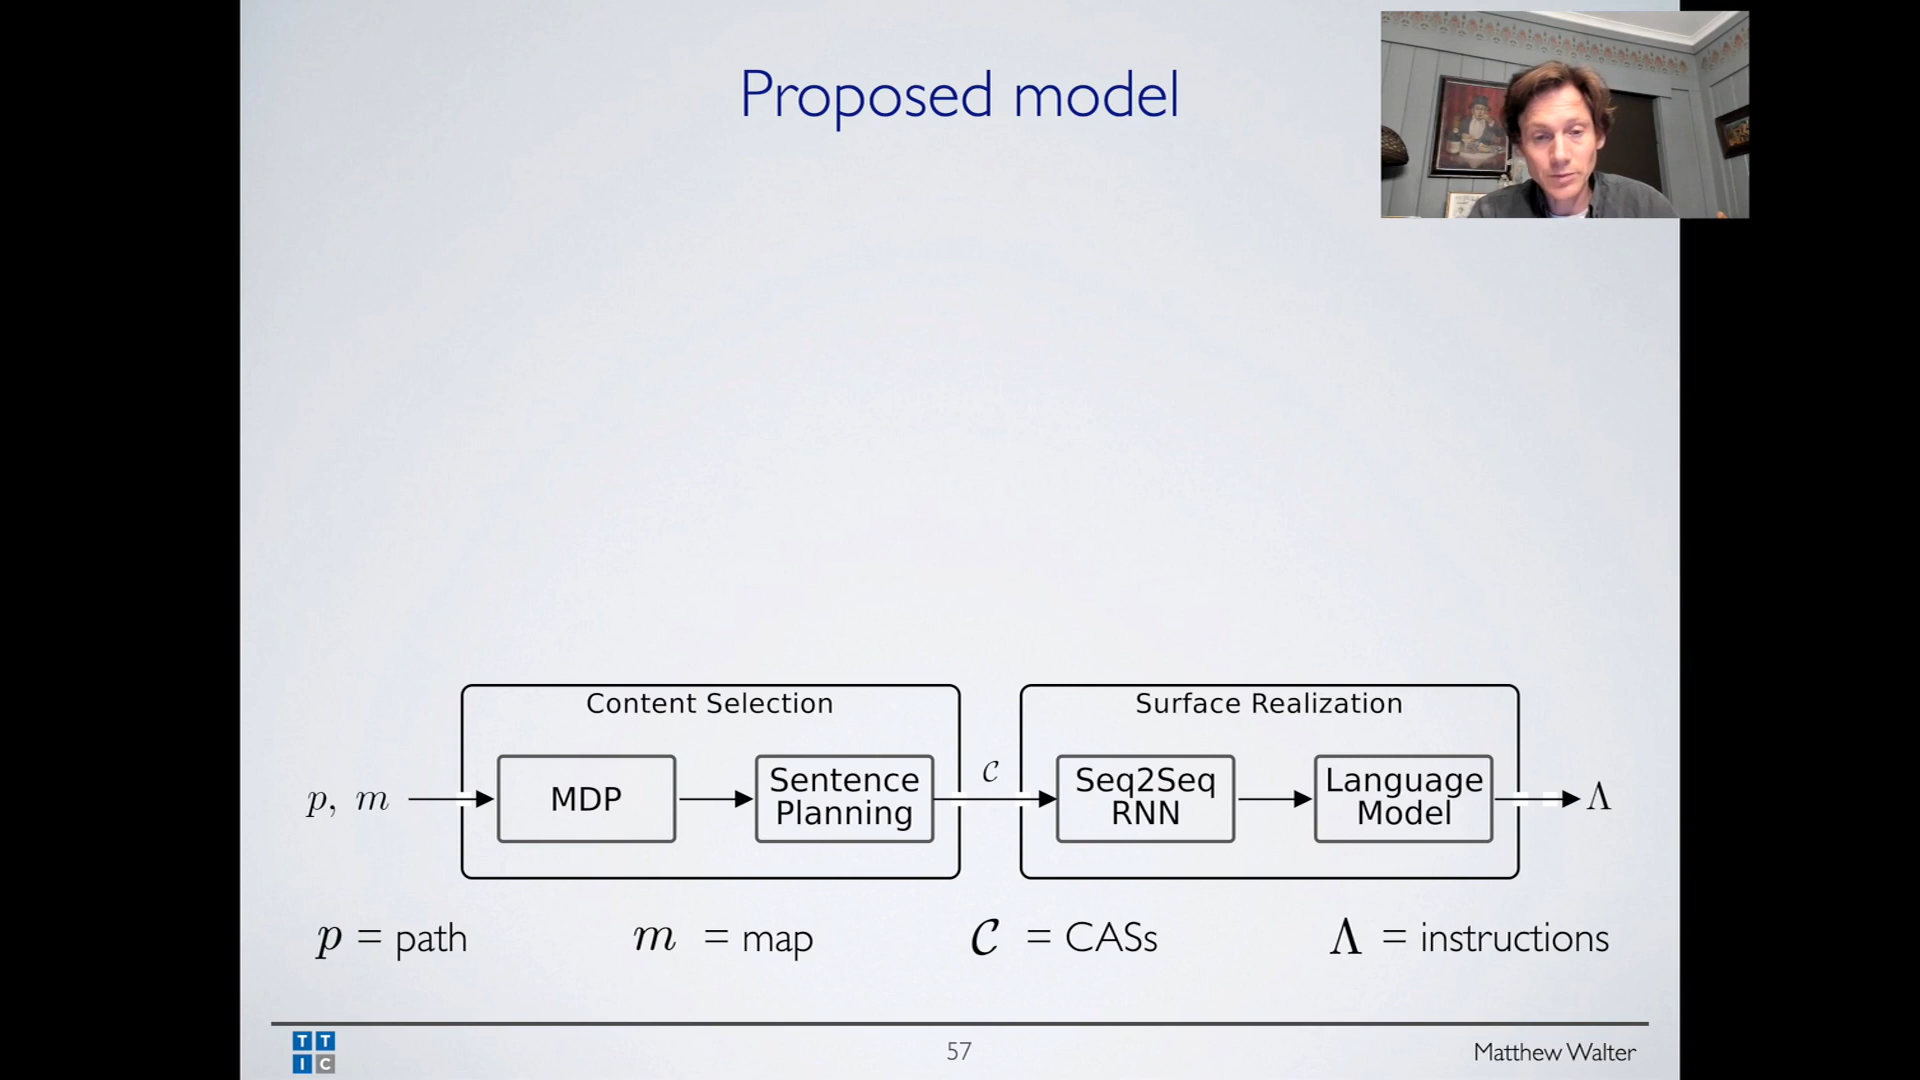 Proposed model
Content Selection
Surface Realization
p, m
MDP
Sentence
Planning
𝒞
Seq2Seq
RNN
Language
Model
Λ
p = path
m = map
𝒞 = CASs
Λ = instructions
TTIC
57
Matthew Walter